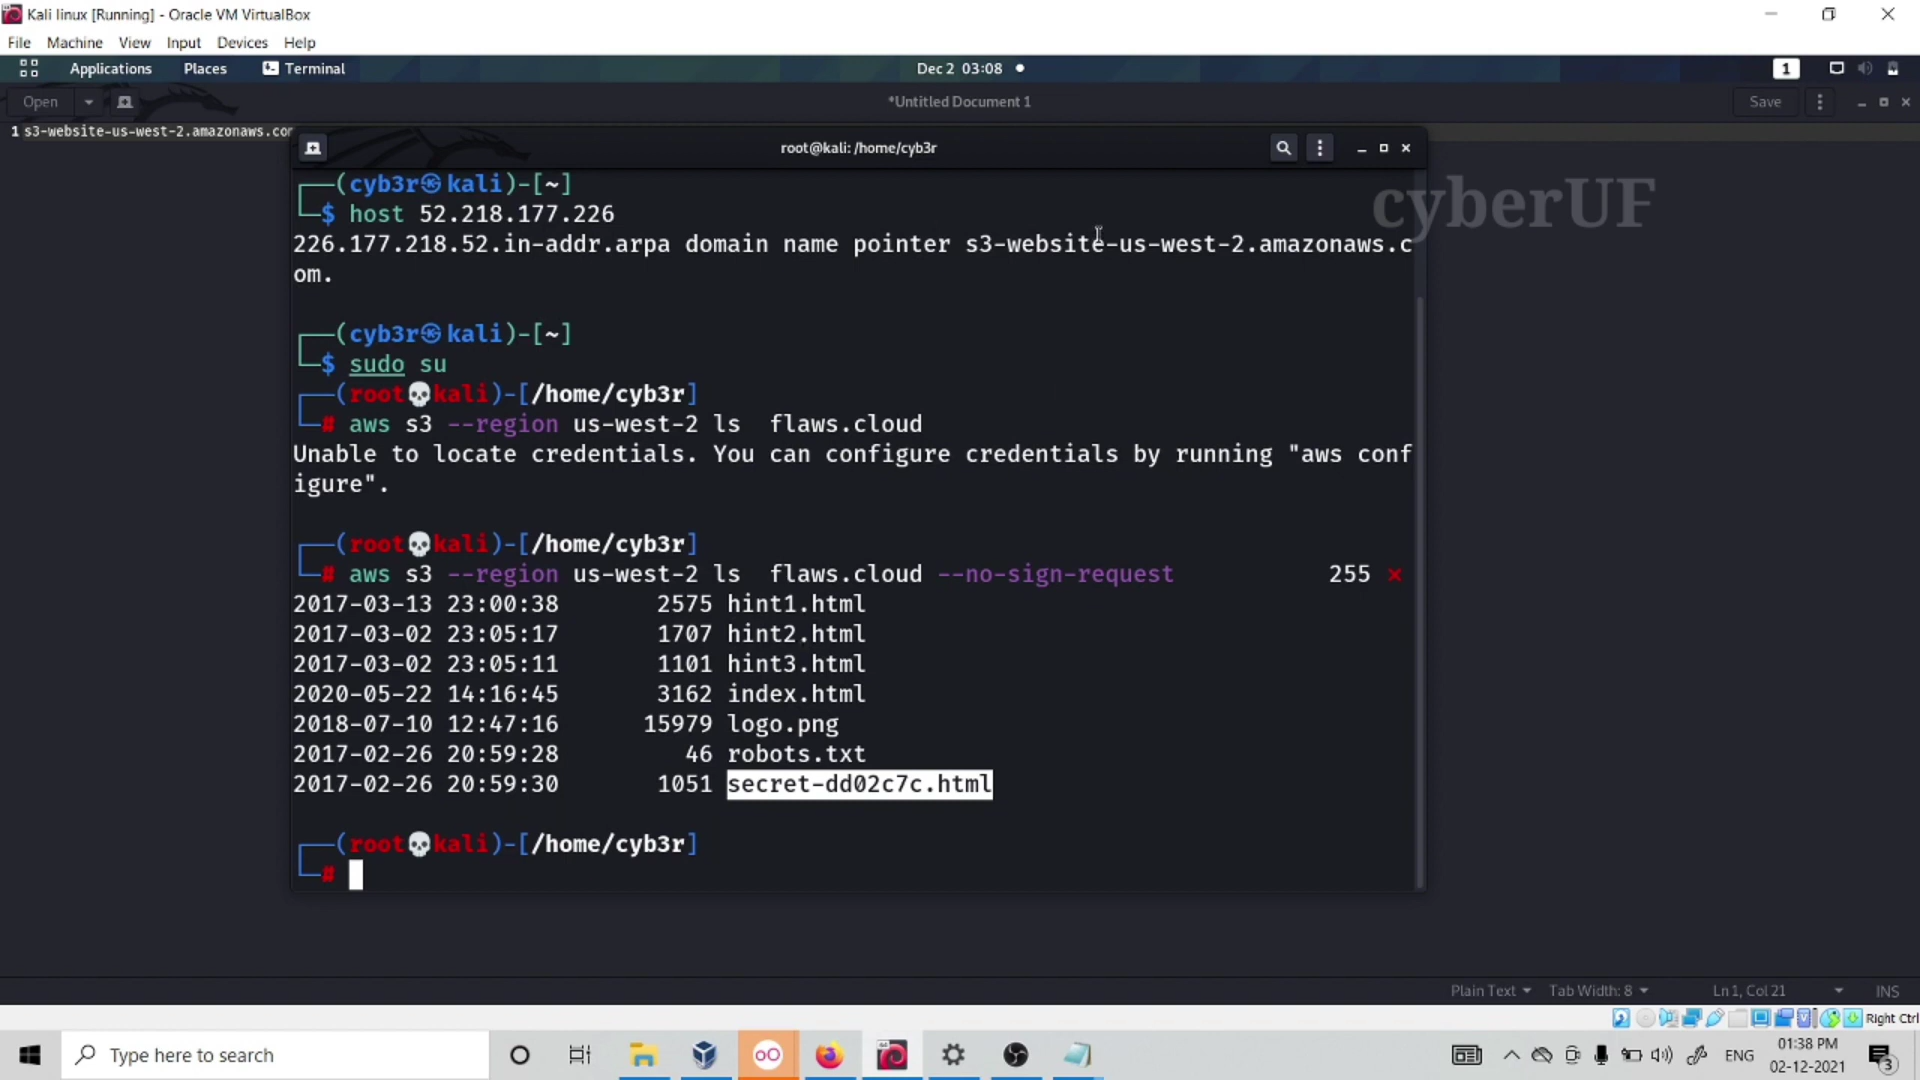 Kali linux [Running] - Oracle VM VirtualBox
File Machine View Input Devices Help
Applications Places Terminal Dec 2 03:08 1
Open *Untitled Document 1 Save
1 s3-website-us-west-2.amazonaws.com
root@kali: /home/cyb3r
cyberUF
┌──(cyb3r㉿kali)-[~]
└─$ host 52.218.177.226
226.177.218.52.in-addr.arpa domain name pointer s3-website-us-west-2.amazonaws.c
om.
┌──(cyb3r㉿kali)-[~]
└─$ sudo su
┌──(root💀kali)-[/home/cyb3r]
└─# aws s3 --region us-west-2 ls  flaws.cloud
Unable to locate credentials. You can configure credentials by running "aws conf
igure".
┌──(root💀kali)-[/home/cyb3r]
└─# aws s3 --region us-west-2 ls  flaws.cloud --no-sign-request 255 ⨯
2017-03-13 23:00:38 2575 hint1.html
2017-03-02 23:05:17 1707 hint2.html
2017-03-02 23:05:11 1101 hint3.html
2020-05-22 14:16:45 3162 index.html
2018-07-10 12:47:16 15979 logo.png
2017-02-26 20:59:28 46 robots.txt
2017-02-26 20:59:30 1051 secret-dd02c7c.html
┌──(root💀kali)-[/home/cyb3r]
└─#
Plain Text Tab Width: 8 Ln 1, Col 21 INS
Right Ctrl
Type here to search
ENG
01:38 PM
02-12-2021
3